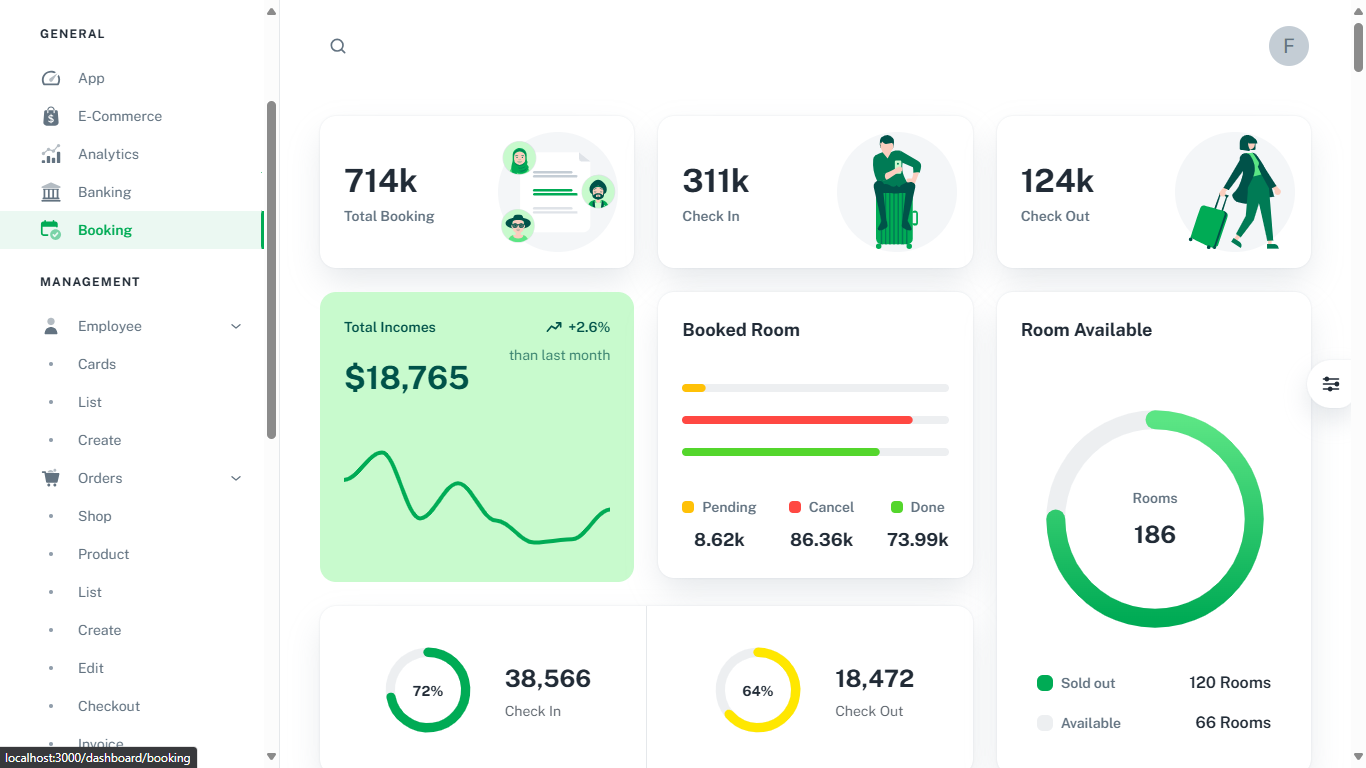 GENERAL
App
E-Commerce
Analytics
Banking
Booking
MANAGEMENT
Employee
Cards
List
Create
Orders
Shop
Product
List
Create
Edit
Checkout
Invoice
localhost:3000/dashboard/booking
F
714k
Total Booking
311k
Check In
124k
Check Out
Total Incomes
+2.6%
than last month
$18,765
Booked Room
Pending
Cancel
Done
8.62k
86.36k
73.99k
Room Available
Rooms
186
Sold out
120 Rooms
Available
66 Rooms
72%
38,566
Check In
64%
18,472
Check Out